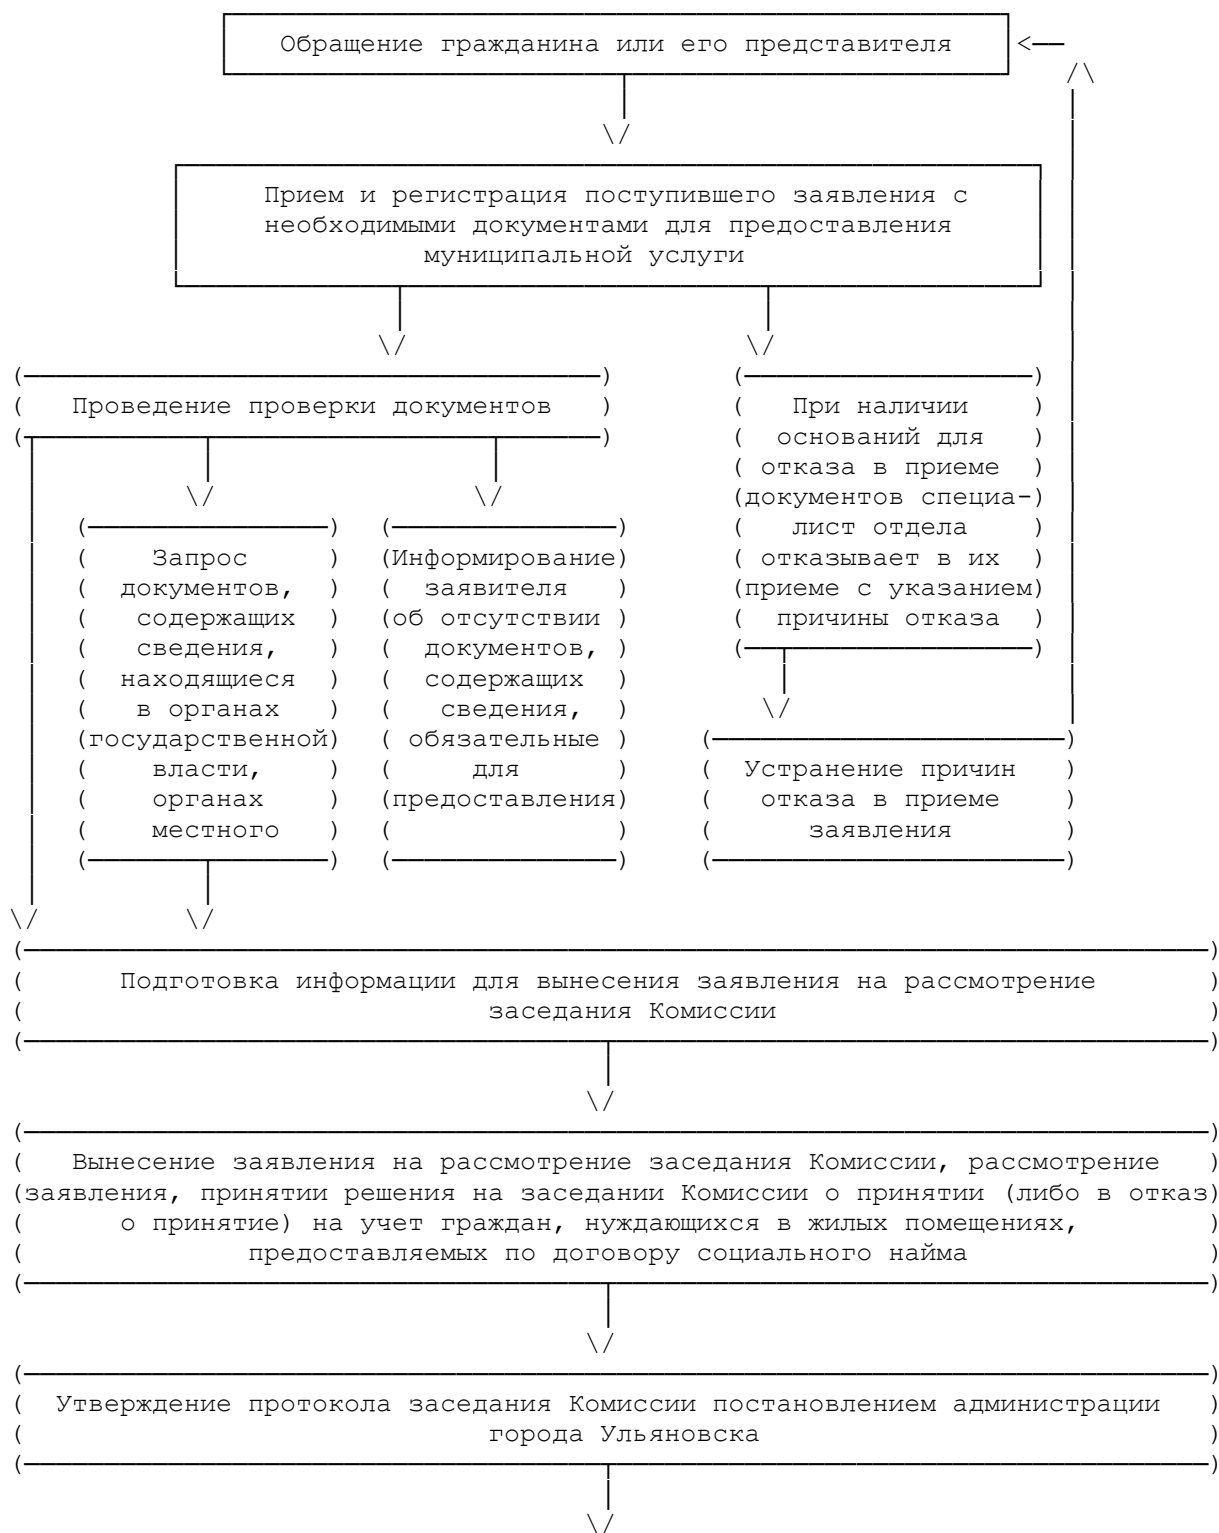 Обращение гражданина или его представителя
Прием и регистрация поступившего заявления с
необходимыми документами для предоставления
муниципальной услуги
Проведение проверки документов
При наличии
оснований для
отказа в приеме
документов специа-
лист отдела
отказывает в их
приеме с указанием
причины отказа
Запрос
документов,
содержащих
сведения,
находящиеся
в органах
государственной
власти,
органах
местного
Информирование
заявителя
об отсутствии
документов,
содержащих
сведения,
обязательные
для
предоставления
Устранение причин
отказа в приеме
заявления
Подготовка информации для вынесения заявления на рассмотрение
заседания Комиссии
Вынесение заявления на рассмотрение заседания Комиссии, рассмотрение
заявления, принятии решения на заседании Комиссии о принятии (либо в отказ
о принятие) на учет граждан, нуждающихся в жилых помещениях,
предоставляемых по договору социального найма
Утверждение протокола заседания Комиссии постановлением администрации
города Ульяновска